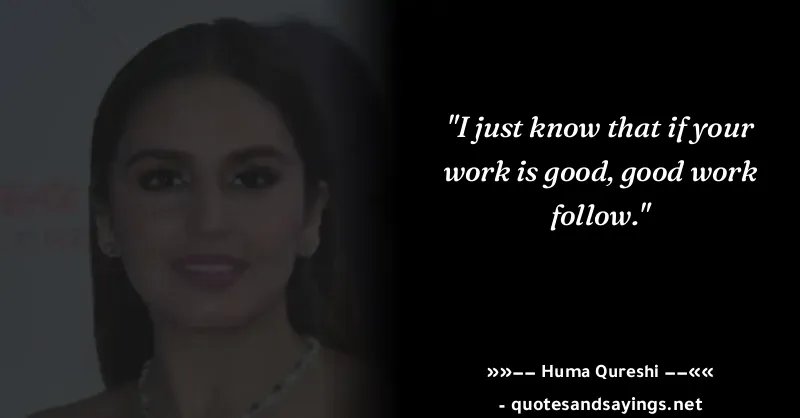 "I just know that if your
work is good, good work
follow."
»»−− Huma Qureshi −−««
- quotesandsayings.net